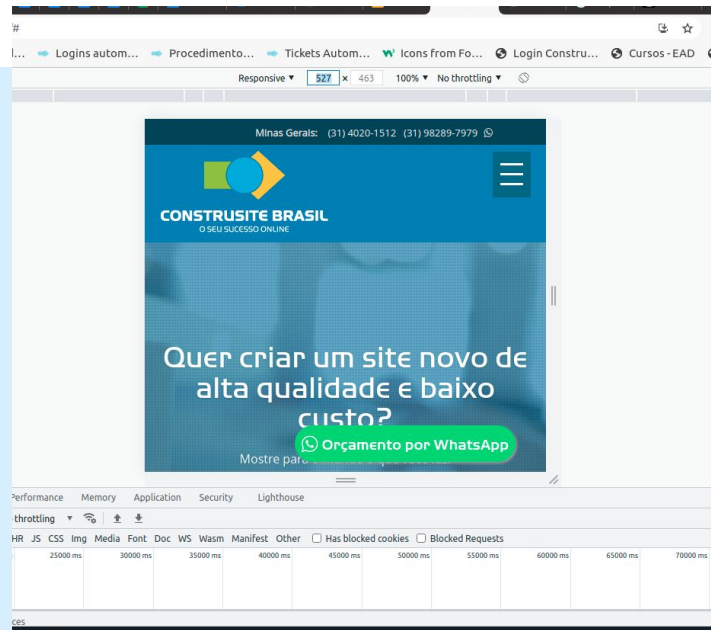 /#
l... Logins autom... Procedimento... Tickets Autom... Icons from Fo... Login Constru... Cursos - EAD
Responsive ▼ 527 × 463 100% ▼ No throttling ▼
Minas Gerais: (31) 4020-1512 (31) 98289-7979
CONSTRUSITE BRASIL
O SEU SUCESSO ONLINE
Quer criar um site novo de
alta qualidade e baixo
custo?
Orçamento por WhatsApp
Mostre para
Performance Memory Application Security Lighthouse
throttling ▼
HR JS CSS Img Media Font Doc WS Wasm Manifest Other Has blocked cookies Blocked Requests
25000 ms 30000 ms 35000 ms 40000 ms 45000 ms 50000 ms 55000 ms 60000 ms 65000 ms 70000 ms
ces